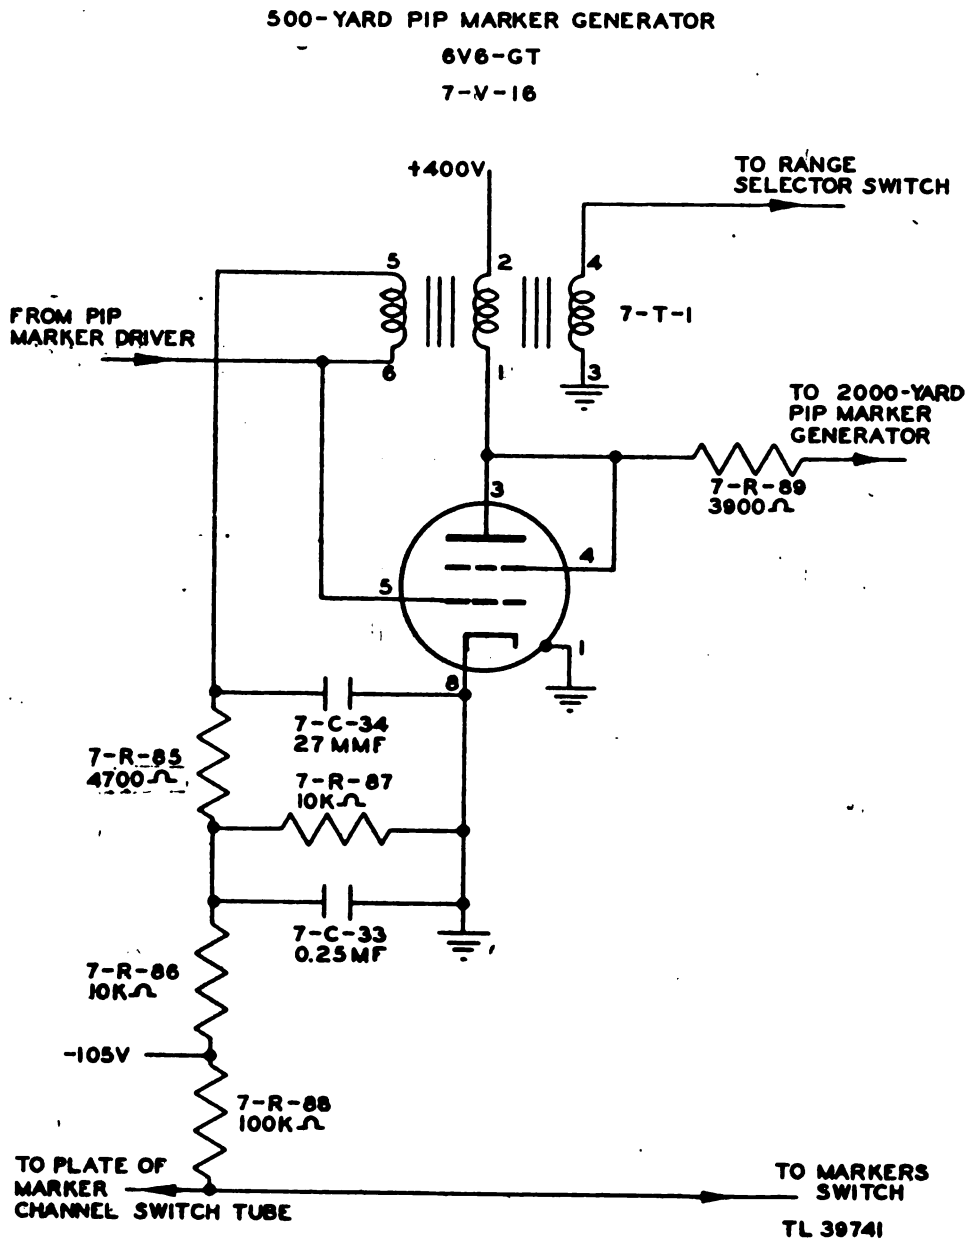 500-YARD PIP MARKER GENERATOR
6V6-GT
7-V-16
+400V
TO RANGE
SELECTOR SWITCH
5
2
4
7-T-1
FROM PIP
MARKER DRIVER
6
1
3
TO 2000-YARD
PIP MARKER
GENERATOR
3
7-R-89
3900Ω
4
5
1
8
7-C-34
27 MMF
7-R-85
4700Ω
7-R-87
10KΩ
7-C-33
0.25MF
7-R-86
10KΩ
-105V
7-R-88
100KΩ
TO PLATE OF
MARKER
CHANNEL SWITCH TUBE
TO MARKERS
SWITCH
TL 39741